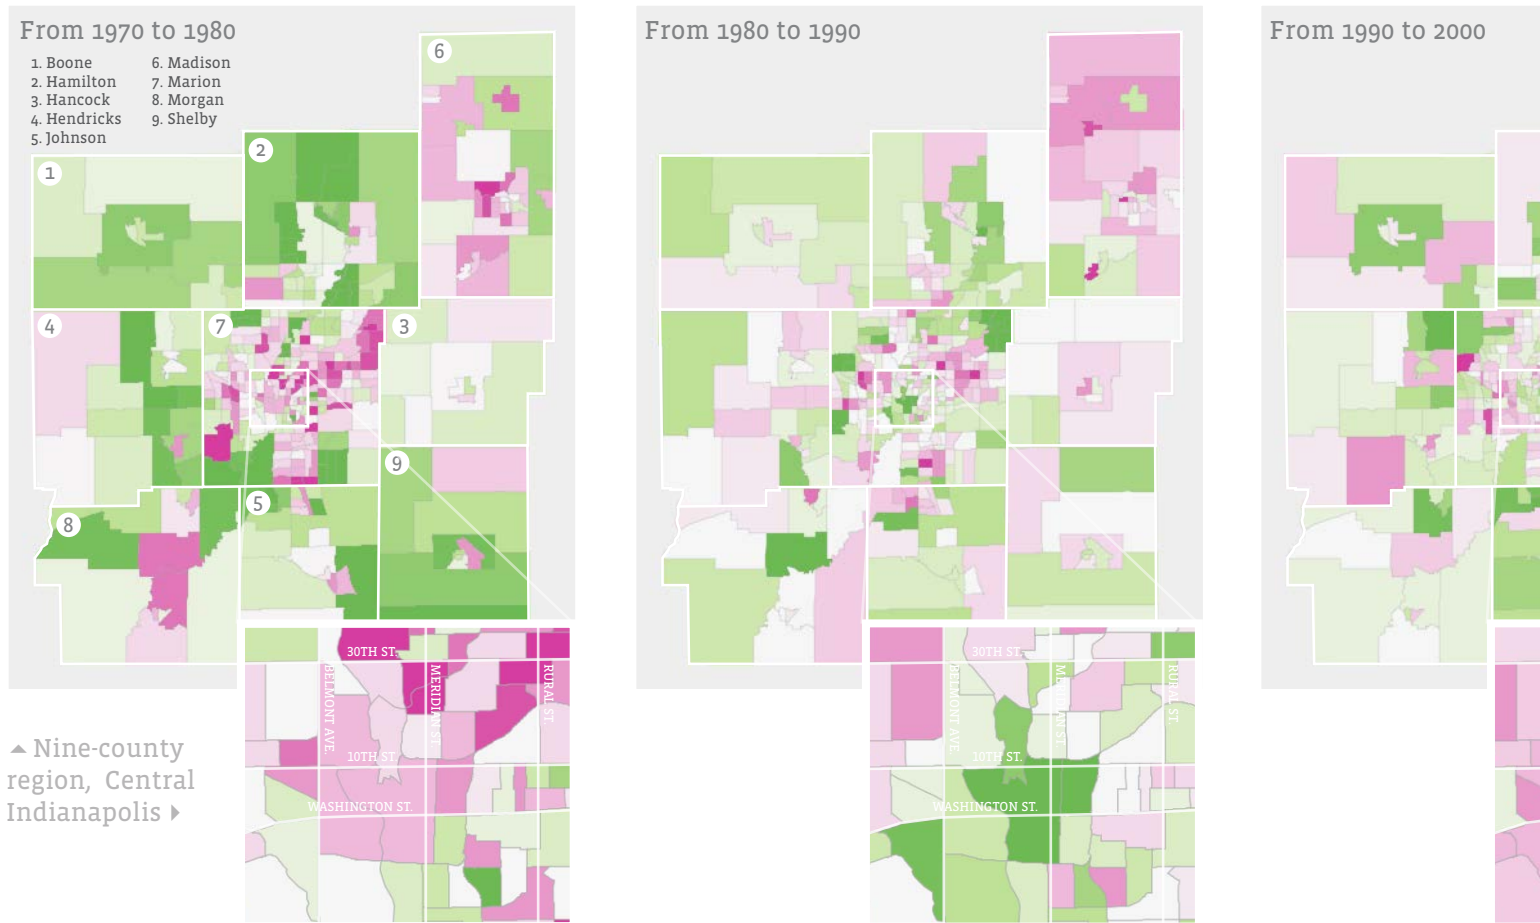 From 1970 to 1980
1. Boone
2. Hamilton
3. Hancock
4. Hendricks
5. Johnson
6. Madison
7. Marion
8. Morgan
9. Shelby
6
2
1
4
7
3
9
5
8
30TH ST.
BELMONT AVE.
MERIDIAN ST.
RURAL ST.
10TH ST.
WASHINGTON ST.
▲ Nine-county
region, Central
Indianapolis ▶
From 1980 to 1990
30TH ST.
BELMONT AVE.
MERIDIAN ST.
RURAL ST.
10TH ST.
WASHINGTON ST.
From 1990 to 2000